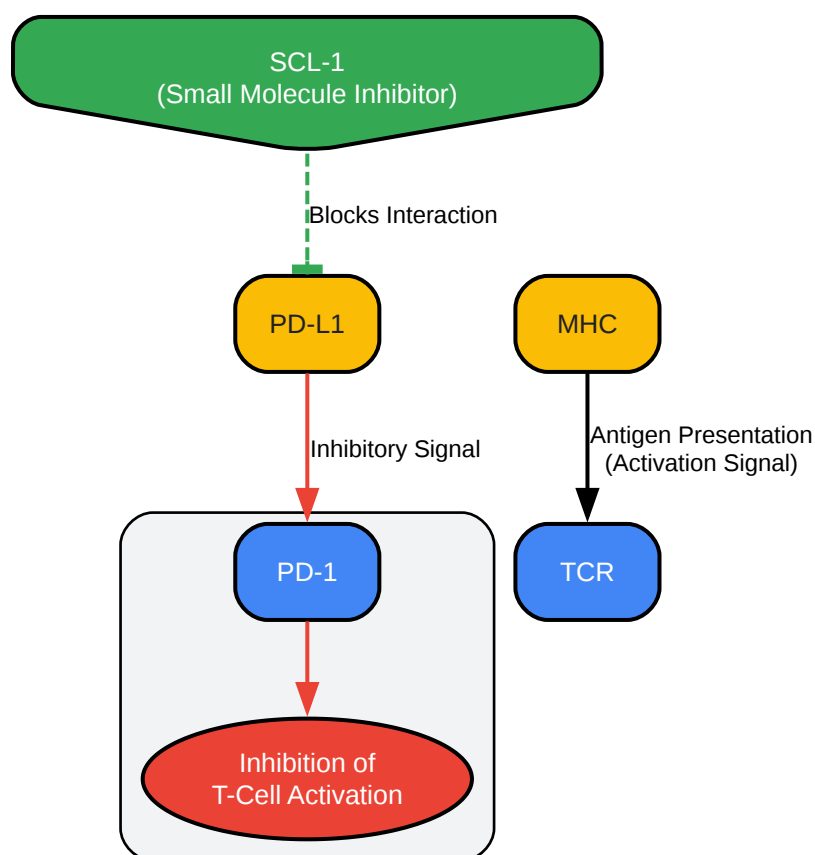 SCL-1
(Small Molecule Inhibitor)
Blocks Interaction
PD-L1
MHC
Inhibitory Signal
Antigen Presentation
(Activation Signal)
PD-1
TCR
Inhibition of
T-Cell Activation